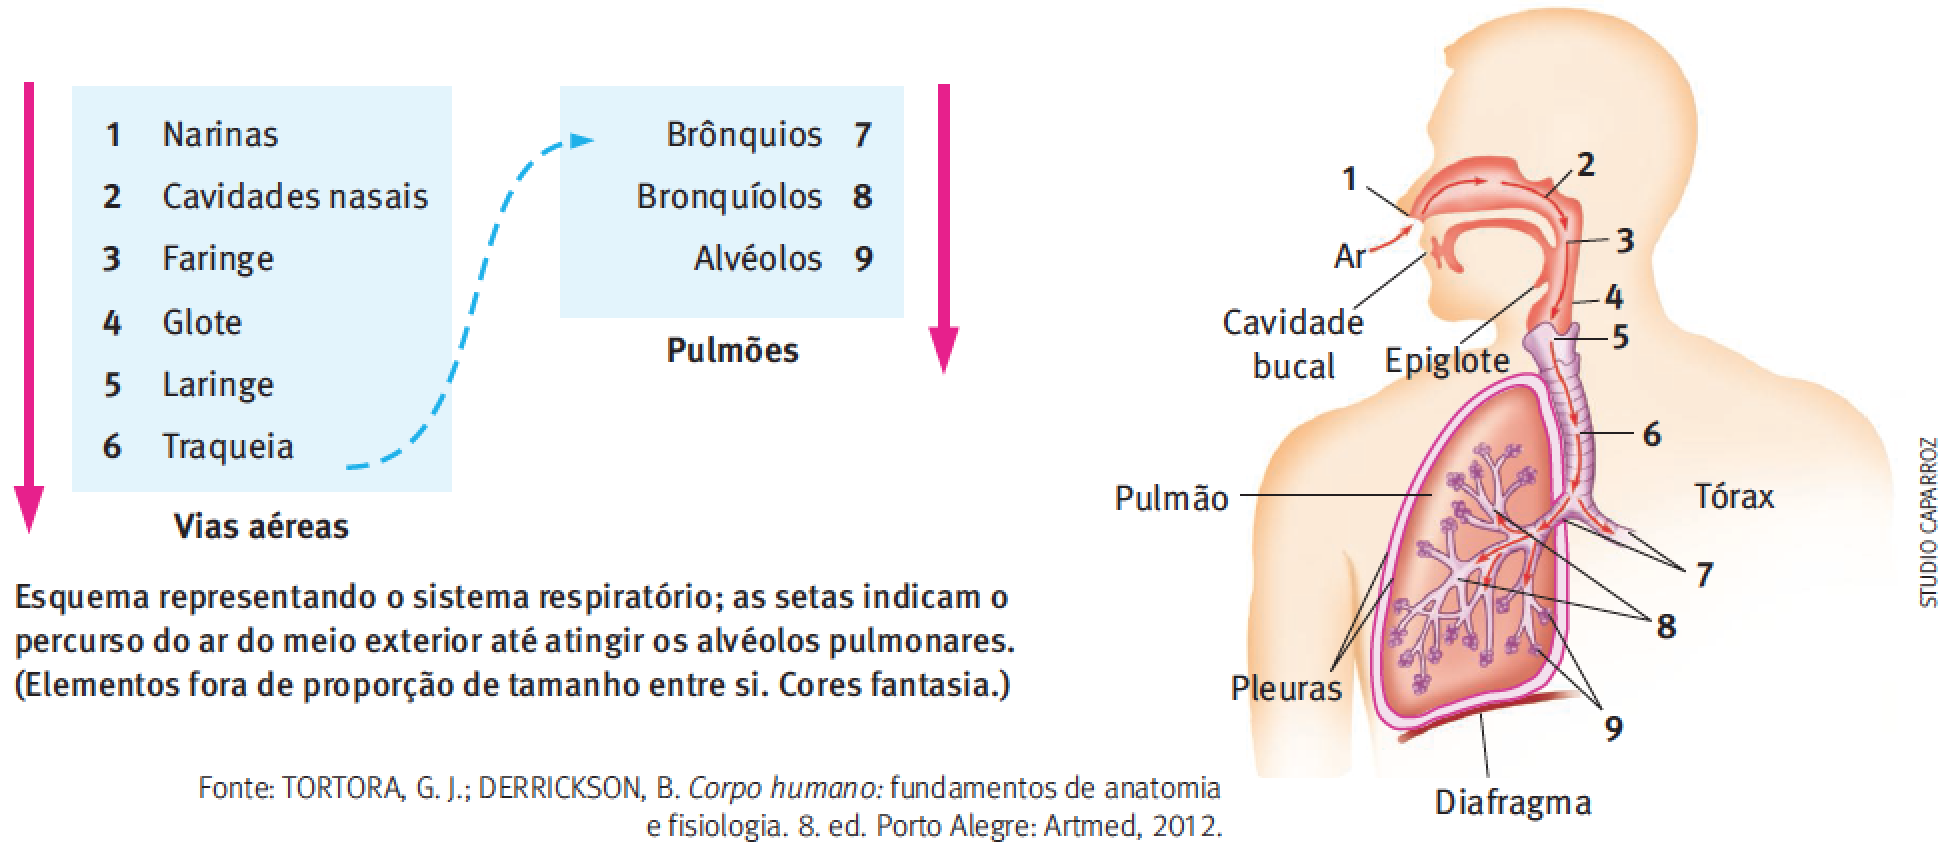 1 Narinas
2 Cavidades nasais
3 Faringe
4 Glote
5 Laringe
6 Traqueia
Vias aéreas
Brônquios 7
Bronquíolos 8
Alvéolos 9
Pulmões
Esquema representando o sistema respiratório; as setas indicam o
percurso do ar do meio exterior até atingir os alvéolos pulmonares.
(Elementos fora de proporção de tamanho entre si. Cores fantasia.)
Fonte: TORTORA, G. J.; DERRICKSON, B. Corpo humano: fundamentos de anatomia
e fisiologia. 8. ed. Porto Alegre: Artmed, 2012.
1
2
3
Ar
4
Cavidade
bucal
Epiglote
5
6
Pulmão
Tórax
7
8
Pleuras
9
Diafragma
STUDIO CAPARROZ